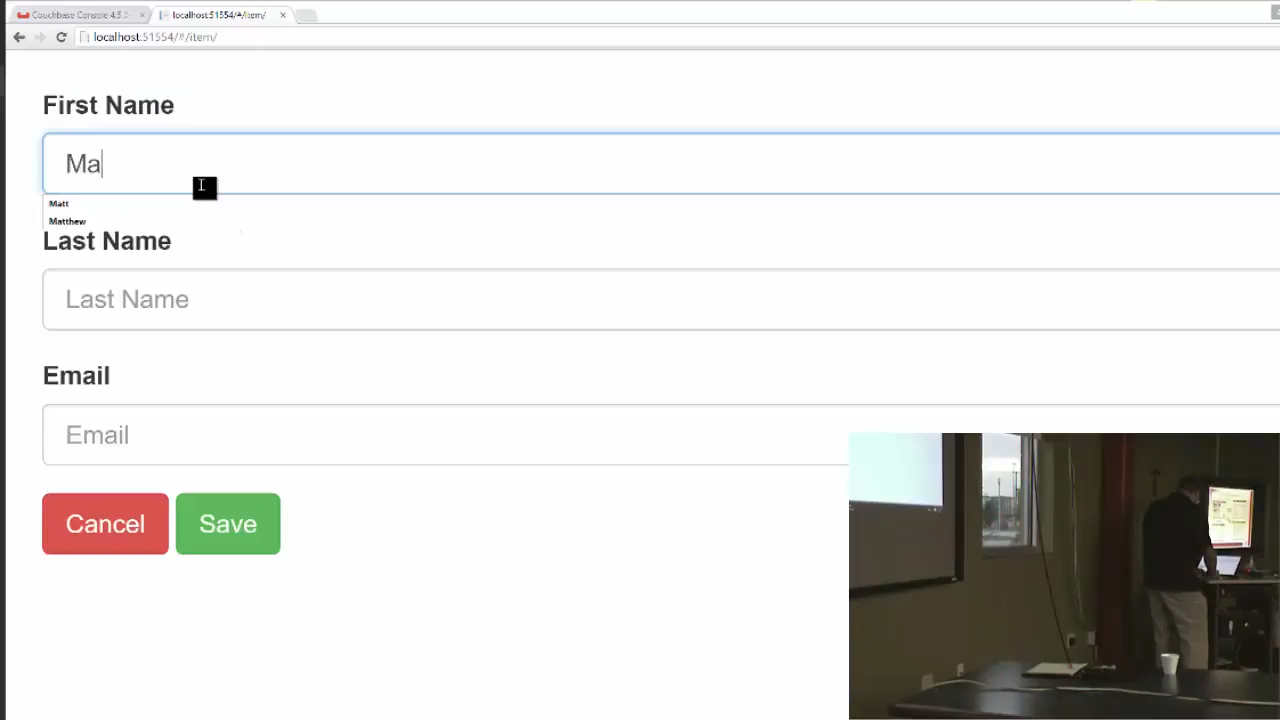 Couchbase Console 4.5.0-
localhost:51554/#/item/
localhost:51554/#/item/
First Name
Ma
Matt
Matthew
Last Name
Last Name
Email
Email
Cancel
Save